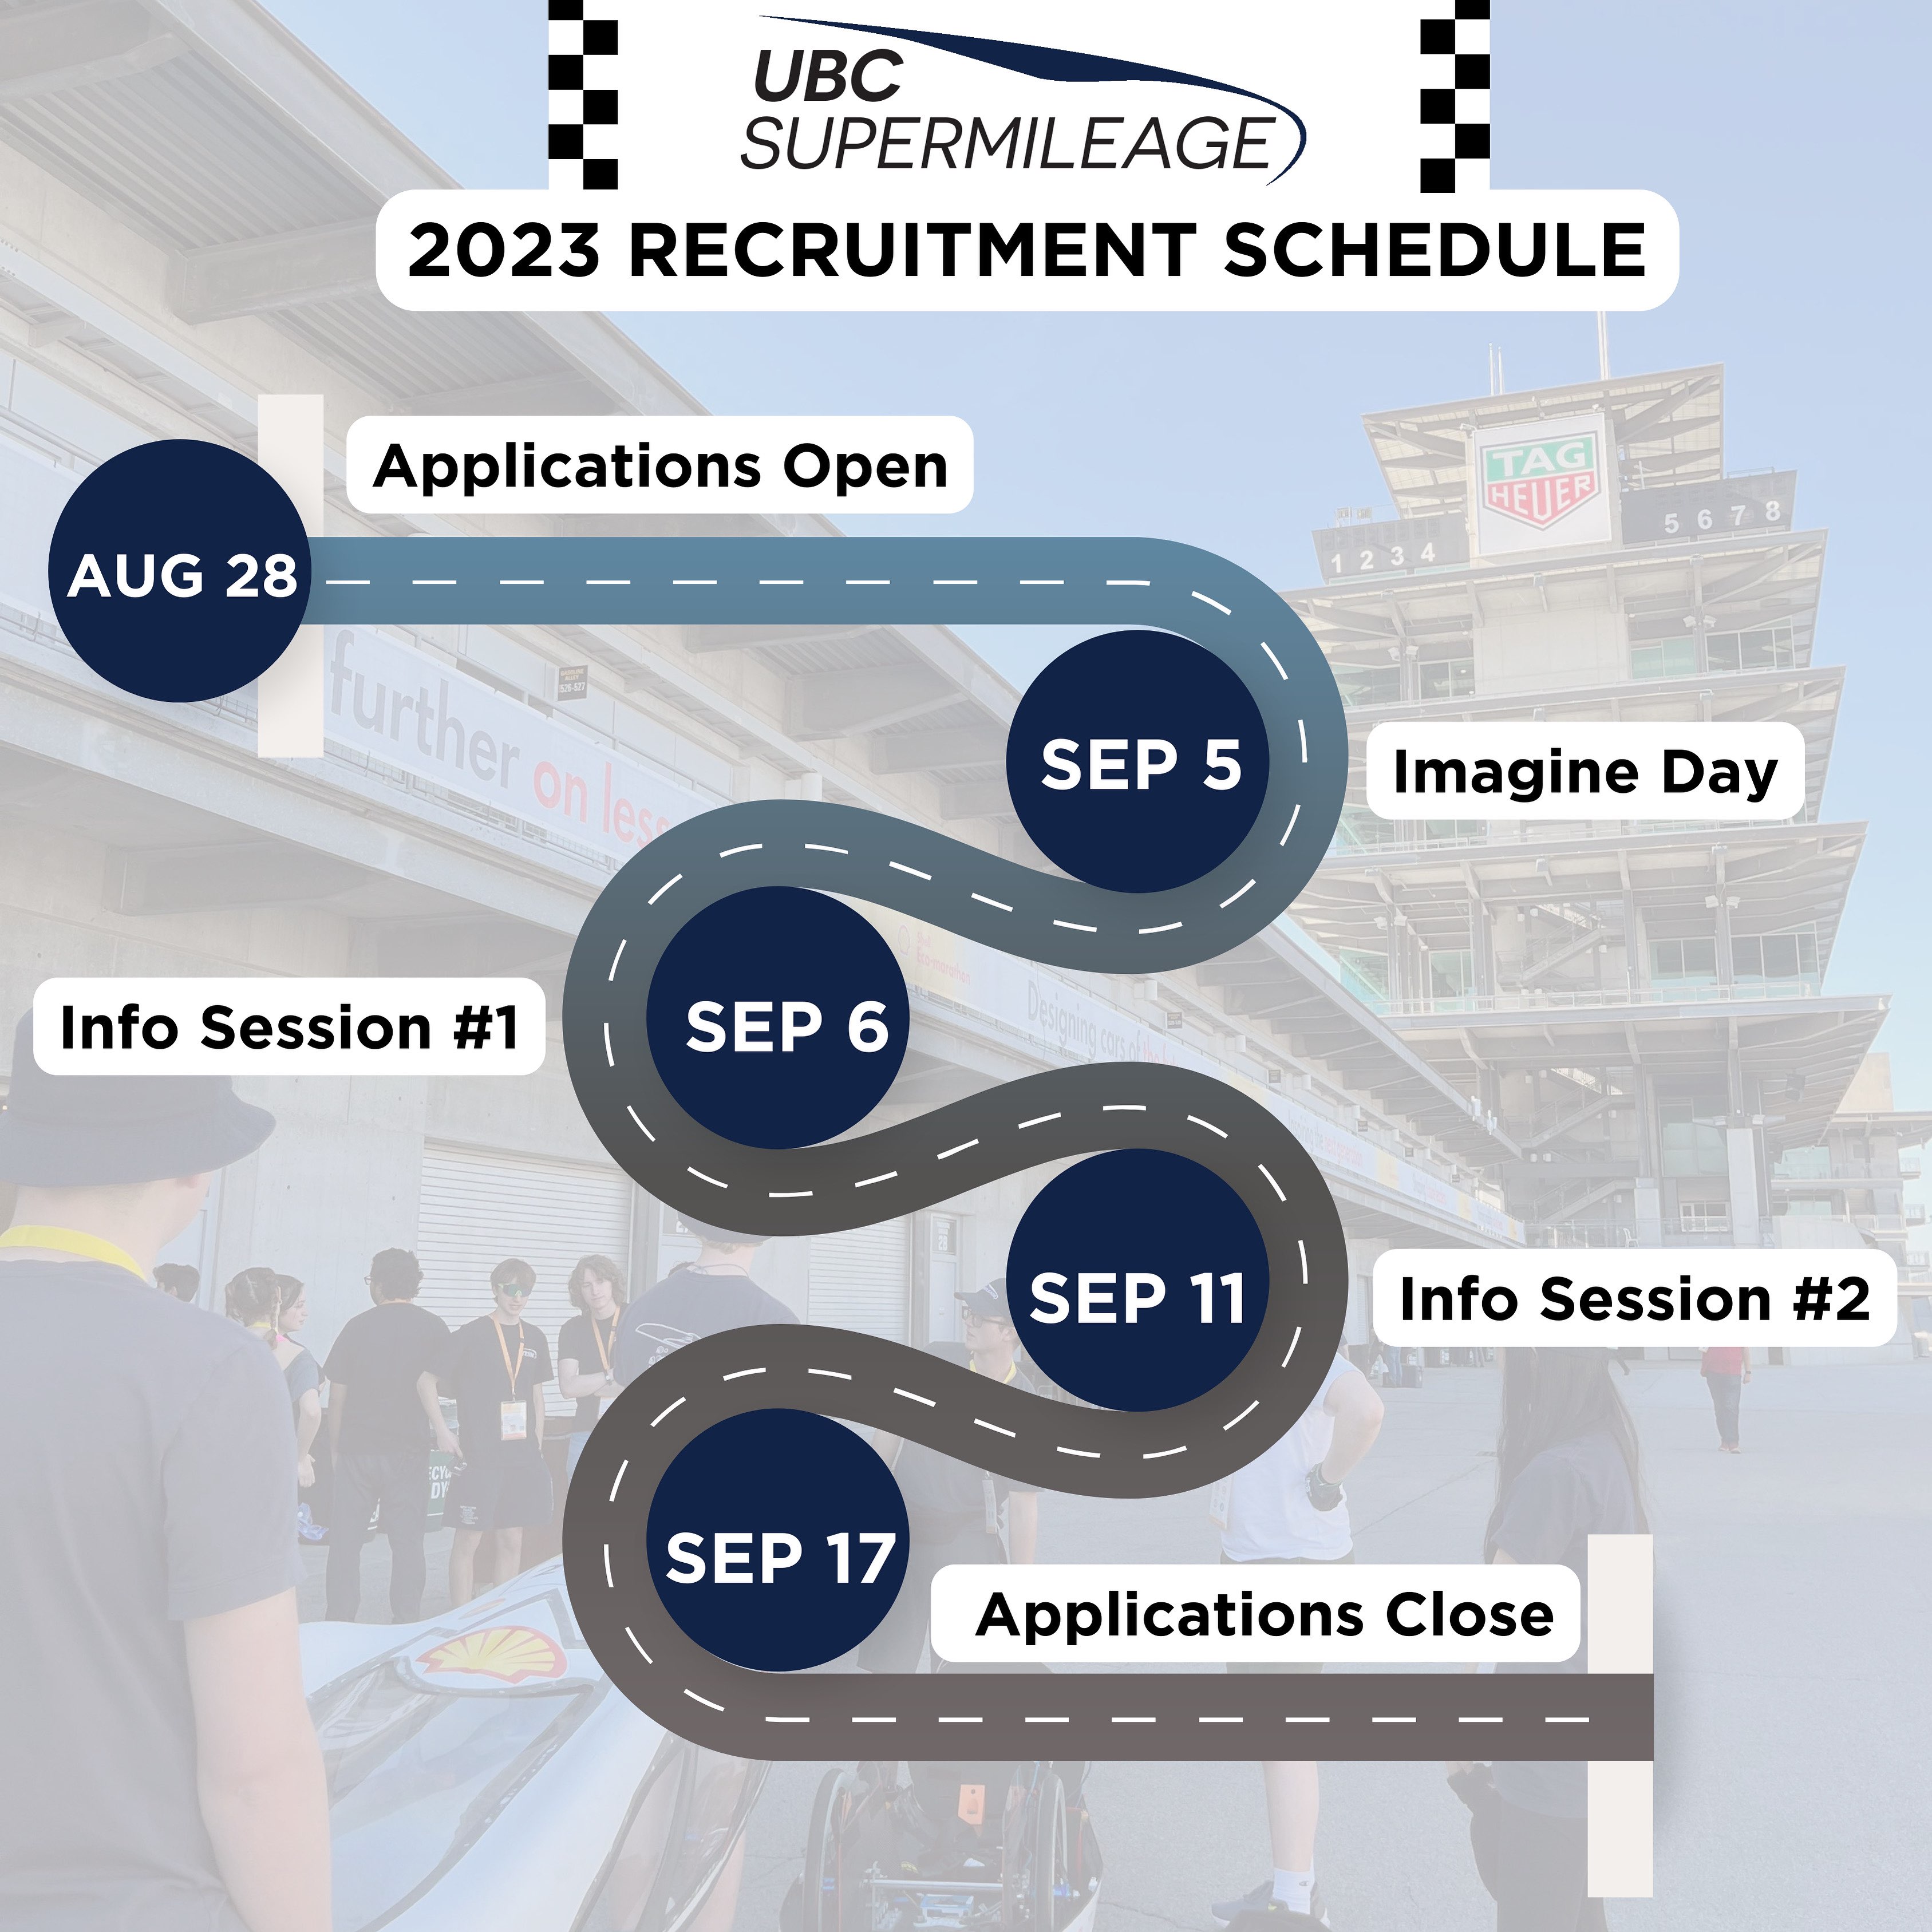 UBC
SUPERMILEAGE
2023 RECRUITMENT SCHEDULE
Applications Open
AUG 28
TAG
HEUER
1 2 3 4
5 6 7 8
further on less
SEP 5
Imagine Day
Info Session #1
SEP 6
Eco-marathon
Designing cars of
SEP 11
Info Session #2
SEP 17
Applications Close